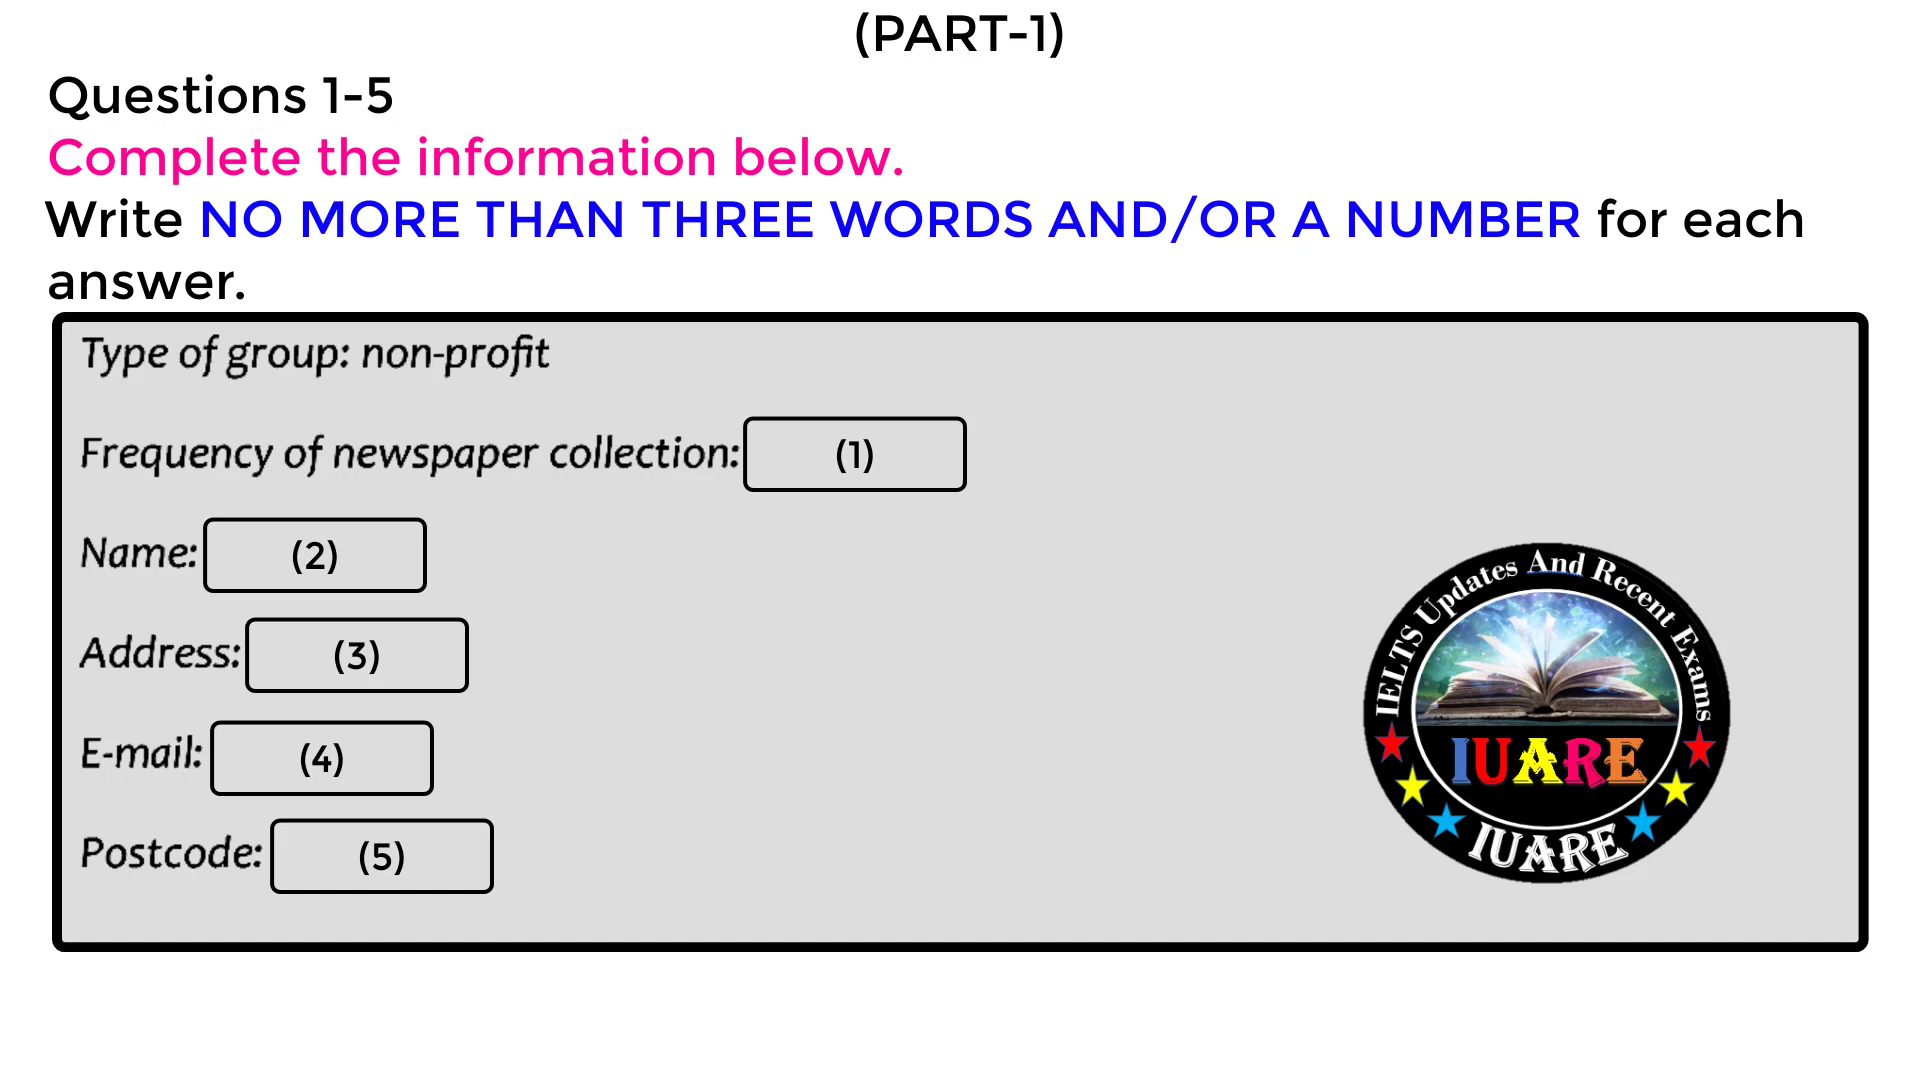 (PART-1)
Questions 1-5
Complete the information below.
Write NO MORE THAN THREE WORDS AND/OR A NUMBER for each
answer.
Type of group: non-profit
Frequency of newspaper collection: (1)
Name: (2)
Address: (3)
E-mail: (4)
Postcode: (5)
IELTS Updates And Recent Exams
IUARE
IUARE